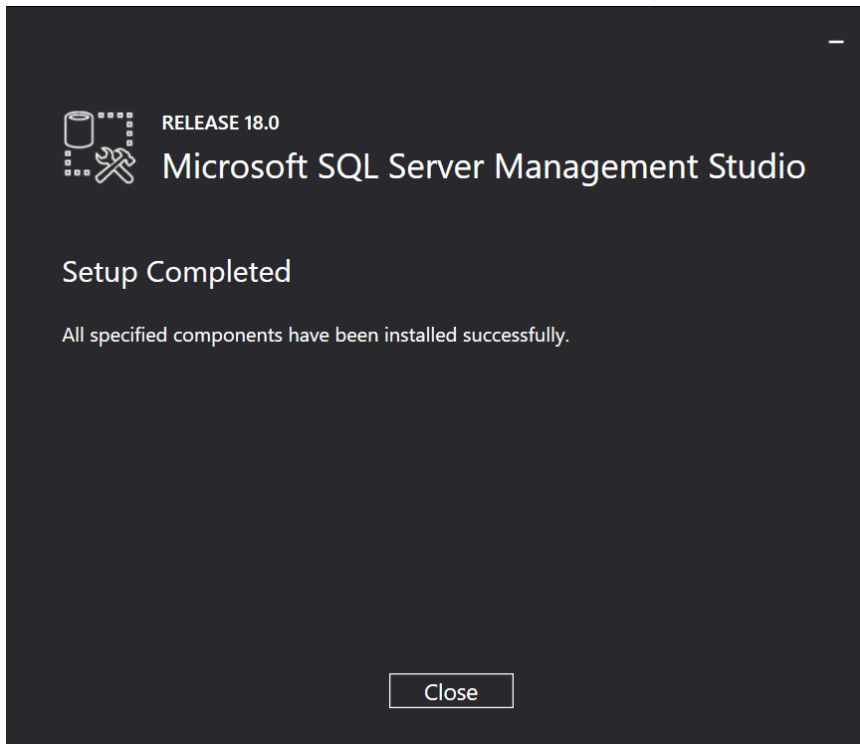 RELEASE 18.0
Microsoft SQL Server Management Studio
Setup Completed
All specified components have been installed successfully.
Close